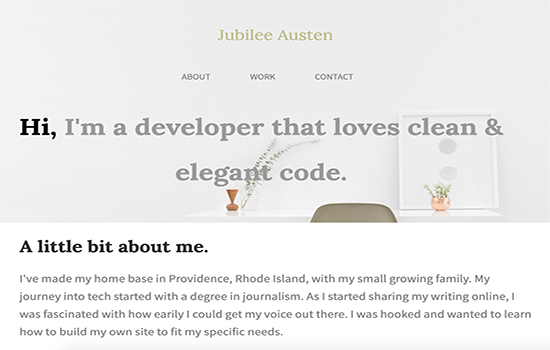 Jubilee Austen
ABOUT WORK CONTACT
Hi, I'm a developer that loves clean &
elegant code.
A little bit about me.
I've made my home base in Providence, Rhode Island, with my small growing family. My
journey into tech started with a degree in journalism. As I started sharing my writing online, I
was fascinated with how earily I could get my voice out there. I was hooked and wanted to learn
how to build my own site to fit my specific needs.